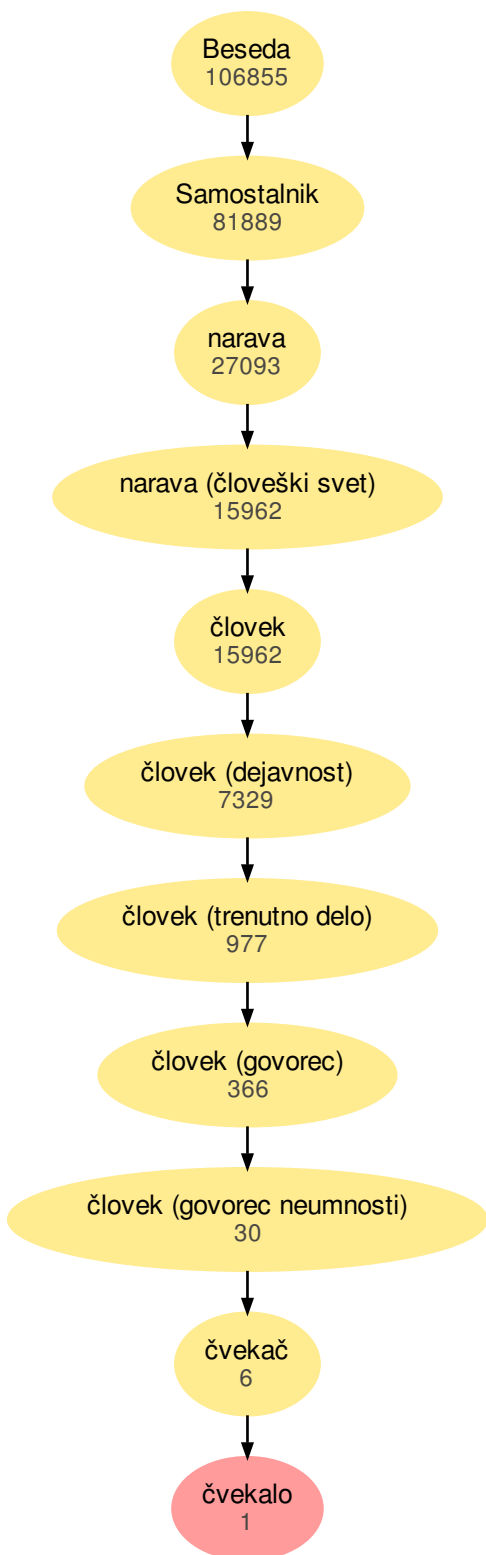 Beseda
106855
Samostalnik
81889
narava
27093
narava (človeški svet)
15962
človek
15962
človek (dejavnost)
7329
človek (trenutno delo)
977
človek (govorec)
366
človek (govorec neumnosti)
30
čvekač
6
čvekalo
1